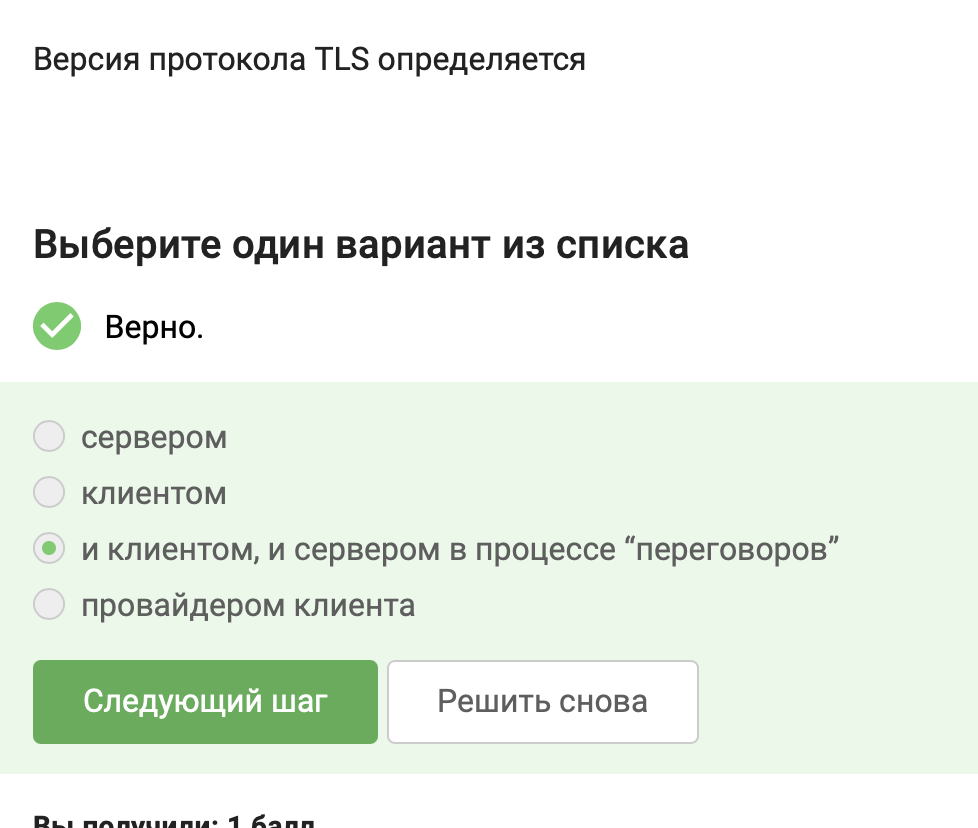 Версия протокола TLS определяется
Выберите один вариант из списка
Верно.
сервером
клиентом
и клиентом, и сервером в процессе “переговоров”
провайдером клиента
Следующий шаг
Решить снова
Вы получили: 1 балл